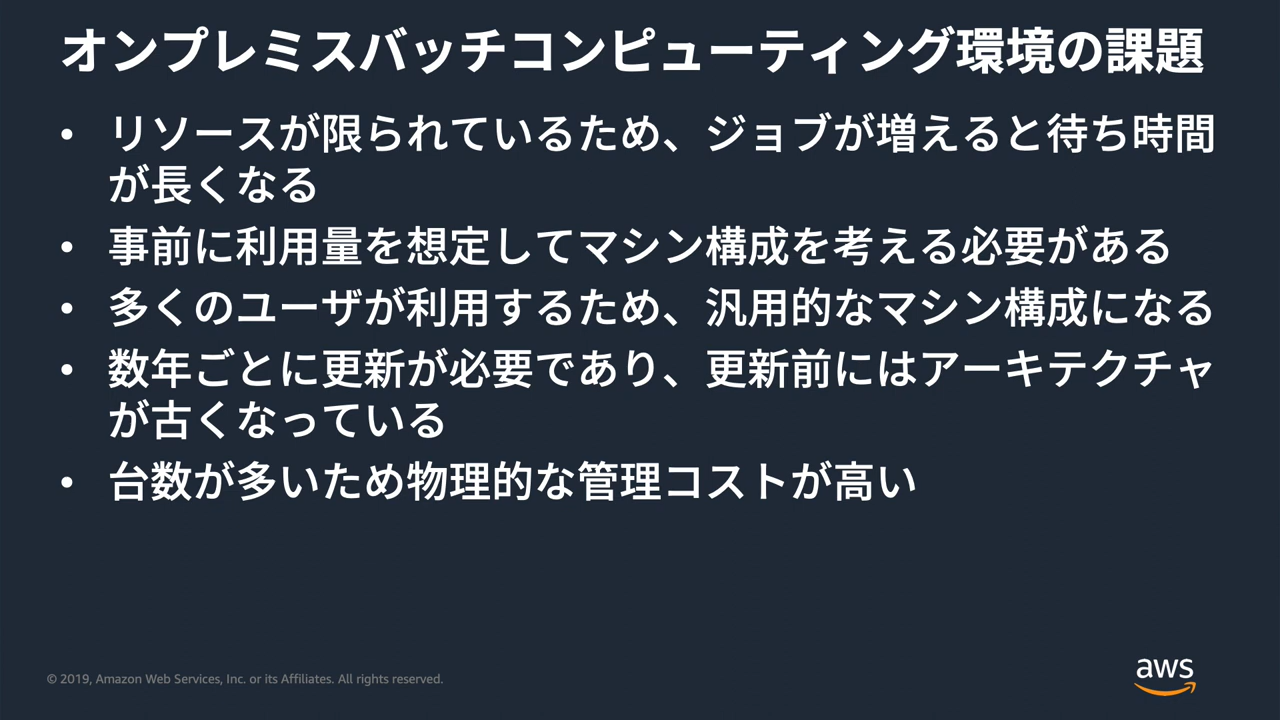 オンプレミスバッチコンピューティング環境の課題
• リソースが限られているため、ジョブが増えると待ち時間
が長くなる
• 事前に利用量を想定してマシン構成を考える必要がある
• 多くのユーザが利用するため、汎用的なマシン構成になる
• 数年ごとに更新が必要であり、更新前にはアーキテクチャ
が古くなっている
• 台数が多いため物理的な管理コストが高い
© 2019, Amazon Web Services, Inc. or its Affiliates. All rights reserved.
aws